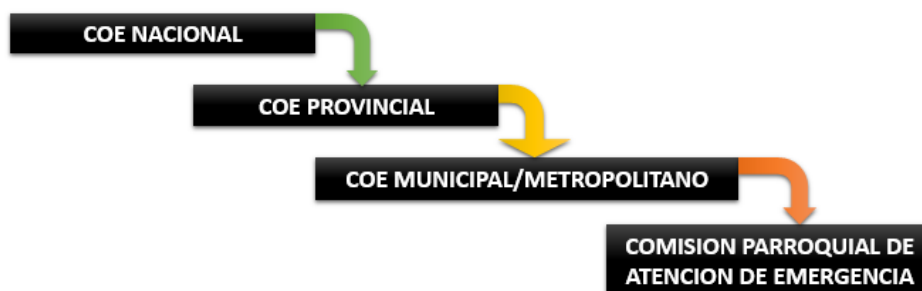 COE NACIONAL
COE PROVINCIAL
COE MUNICIPAL/METROPOLITANO
COMISION PARROQUIAL DE
ATENCION DE EMERGENCIA